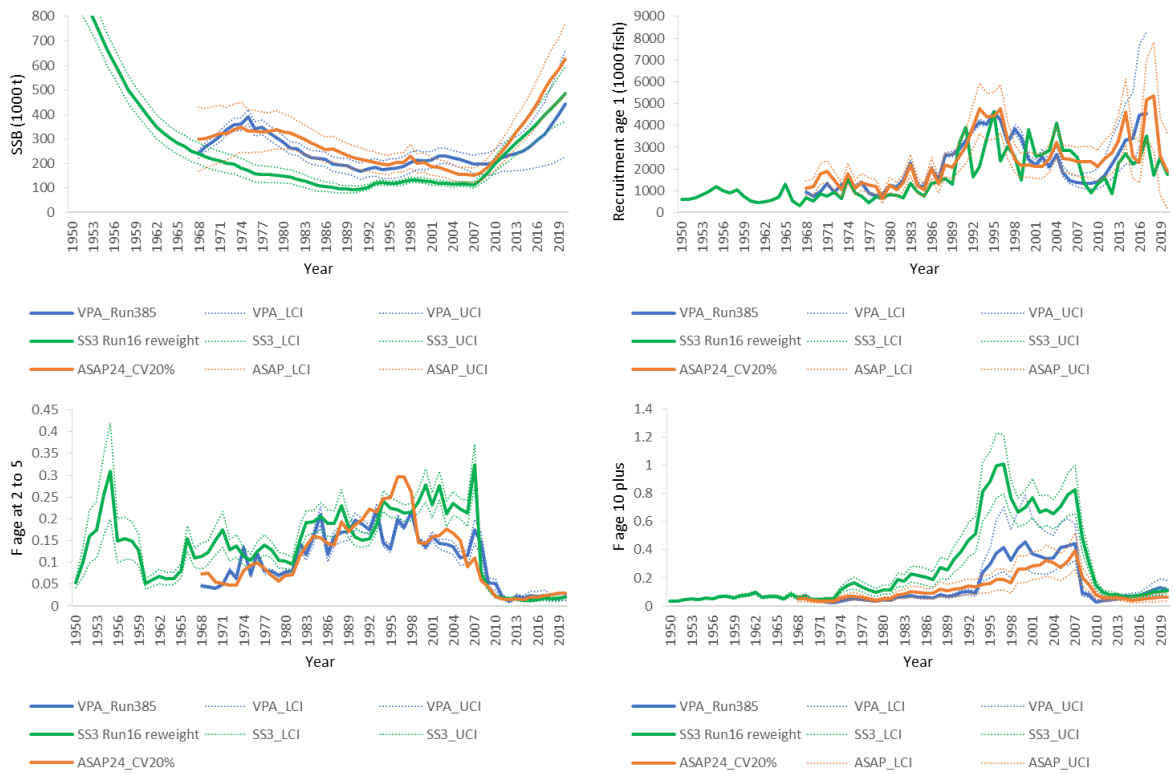 SSB (1000 t)
800
700
600
500
400
300
200
100
0
1950 1953 1956 1959 1962 1965 1968 1971 1974 1977 1980 1983 1986 1989 1992 1995 1998 2001 2004 2007 2010 2013 2016 2019
Year
VPA_Run385 VPA_LCI VPA_UCI
SS3 Run16 reweight SS3_LCI SS3_UCI
ASAP24_CV20% ASAP_LCI ASAP_UCI
Recruitment age 1 (1000 fish)
9000
8000
7000
6000
5000
4000
3000
2000
1000
0
1950 1953 1956 1959 1962 1965 1968 1971 1974 1977 1980 1983 1986 1989 1992 1995 1998 2001 2004 2007 2010 2013 2016 2019
Year
VPA_Run385 VPA_LCI VPA_UCI
SS3 Run16 reweight SS3_LCI SS3_UCI
ASAP24_CV20% ASAP_LCI ASAP_UCI
F age at 2 to 5
0.45
0.4
0.35
0.3
0.25
0.2
0.15
0.1
0.05
0
1950 1953 1956 1959 1962 1965 1968 1971 1974 1977 1980 1983 1986 1989 1992 1995 1998 2001 2004 2007 2010 2013 2016 2019
Year
VPA_Run385 VPA_LCI VPA_UCI
SS3 Run16 reweight SS3_LCI SS3_UCI
ASAP24_CV20%
F age 10 plus
1.4
1.2
1
0.8
0.6
0.4
0.2
0
1950 1953 1956 1959 1962 1965 1968 1971 1974 1977 1980 1983 1986 1989 1992 1995 1998 2001 2004 2007 2010 2013 2016 2019
Year
VPA_Run385 VPA_LCI VPA_UCI
SS3 Run16 reweight SS3_LCI SS3_UCI
ASAP24_CV20% ASAP_LCI ASAP_UCI